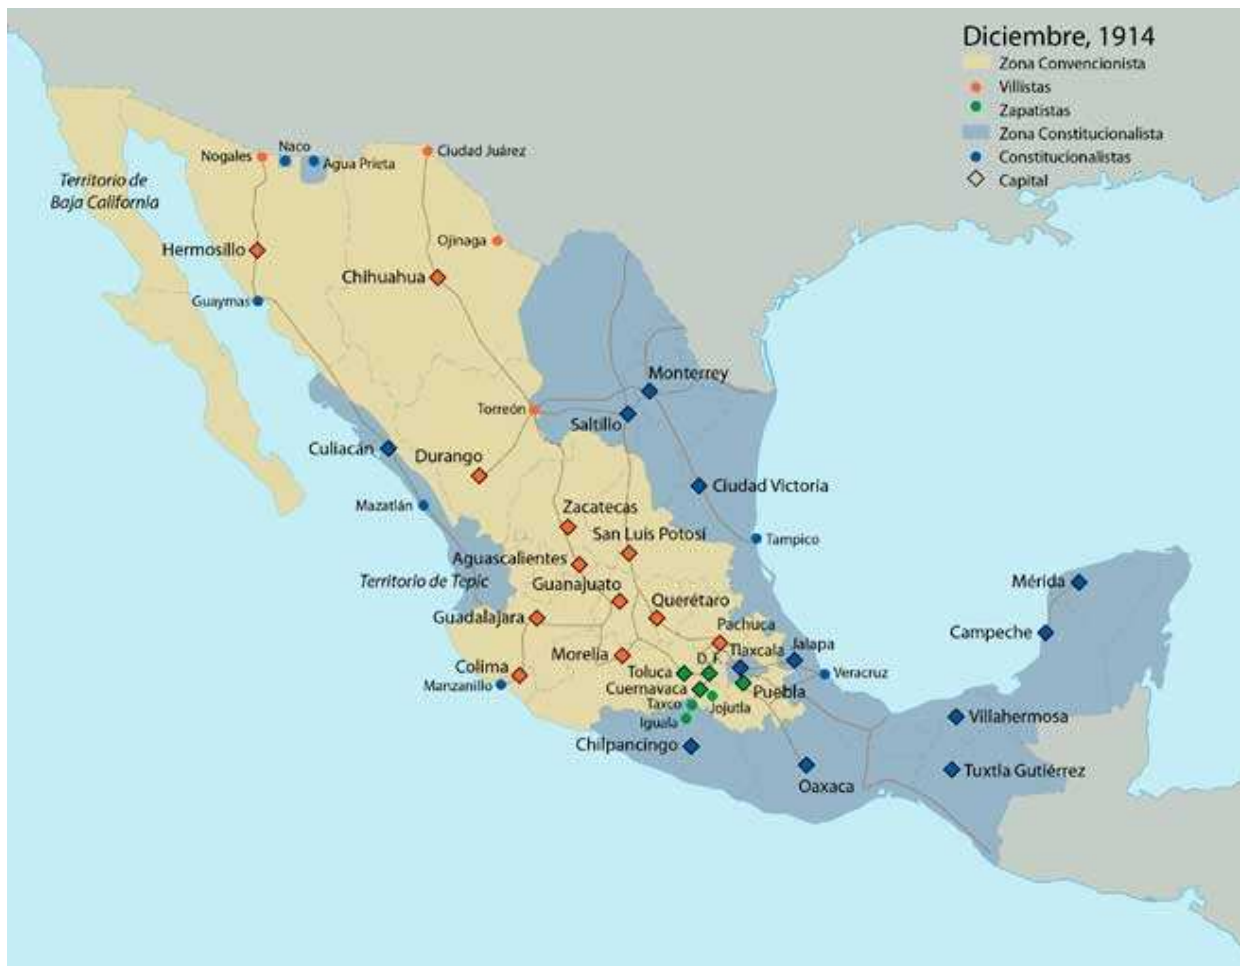 Diciembre, 1914
Zona Convencionista
Villistas
Zapatistas
Zona Constitucionalista
Constitucionalistas
Capital
Nogales
Naco
Agua Prieta
Ciudad Juárez
Territorio de
Baja California
Hermosillo
Ojinaga
Chihuahua
Guaymas
Monterrey
Torreón
Saltillo
Culiacán
Durango
Ciudad Victoria
Mazatlán
Zacatecas
San Luis Potosí
Tampico
Aguascalientes
Territorio de Tepic
Guanajuato
Mérida
Querétaro
Guadalajara
Pachuca
Campeche
Jalapa
Tlaxcala
Morelia
D. F.
Colima
Toluca
Veracruz
Manzanillo
Cuernavaca
Puebla
Taxco
Jojutla
Iguala
Villahermosa
Chilpancingo
Tuxtla Gutiérrez
Oaxaca